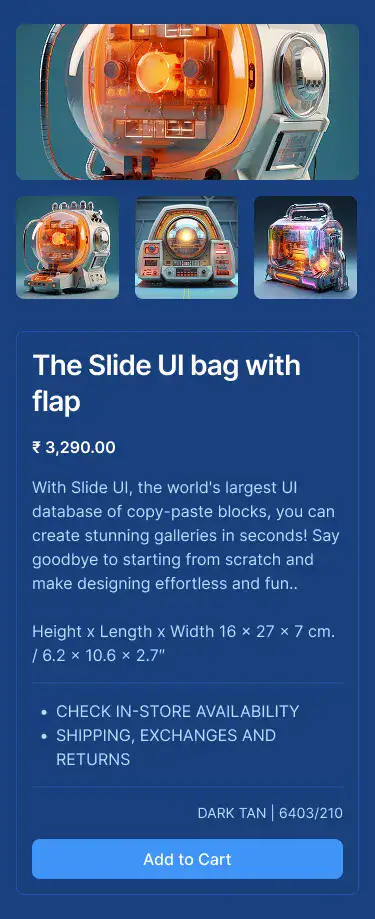 The Slide UI bag with
flap
₹ 3,290.00
With Slide UI, the world's largest UI
database of copy-paste blocks, you can
create stunning galleries in seconds! Say
goodbye to starting from scratch and
make designing effortless and fun..
Height x Length x Width 16 × 27 × 7 cm.
/ 6.2 × 10.6 × 2.7″
• CHECK IN-STORE AVAILABILITY
• SHIPPING, EXCHANGES AND
RETURNS
DARK TAN | 6403/210
Add to Cart